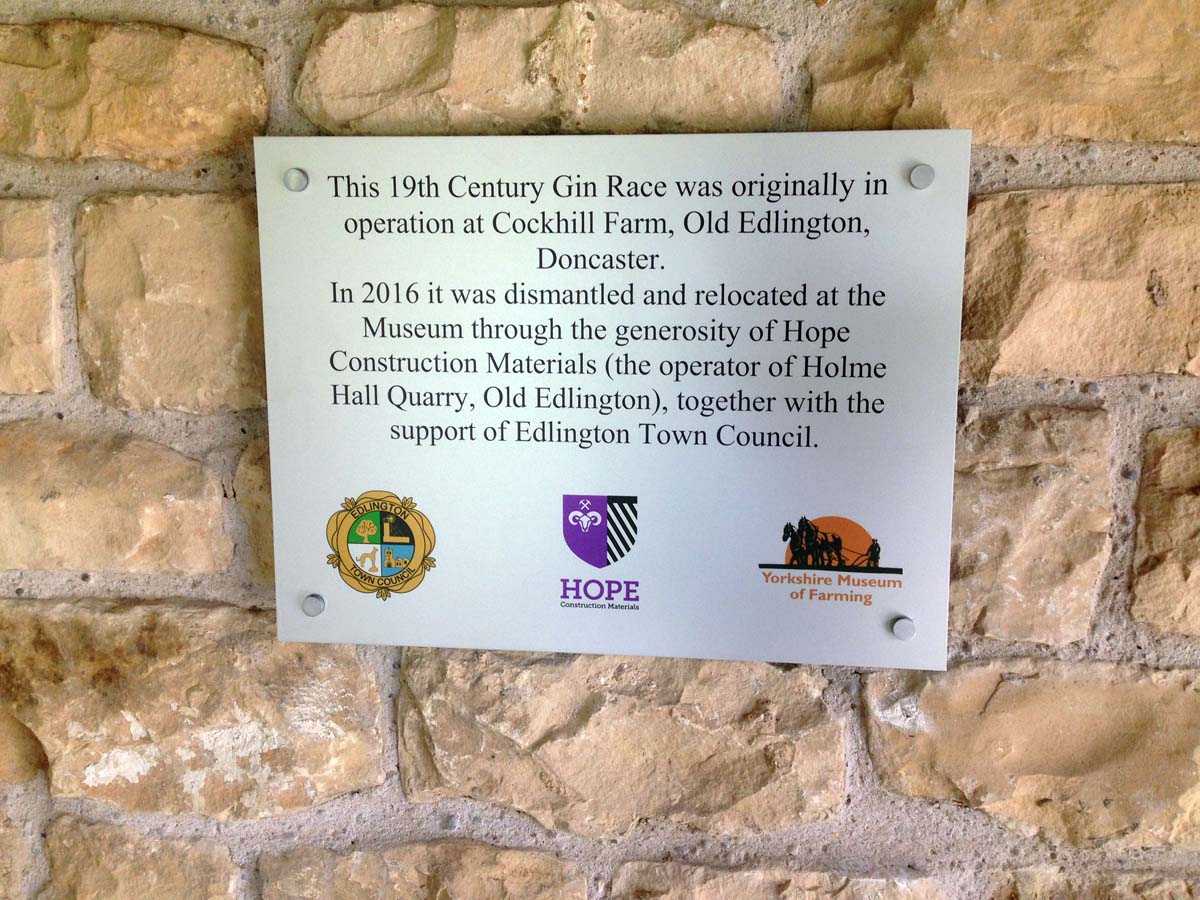 This 19th Century Gin Race was originally in
operation at Cockhill Farm, Old Edlington,
Doncaster.
In 2016 it was dismantled and relocated at the
Museum through the generosity of Hope
Construction Materials (the operator of Holme
Hall Quarry, Old Edlington), together with the
support of Edlington Town Council.
EDLINGTON
TOWN COUNCIL
HOPE
Construction Materials
Yorkshire Museum
of Farming